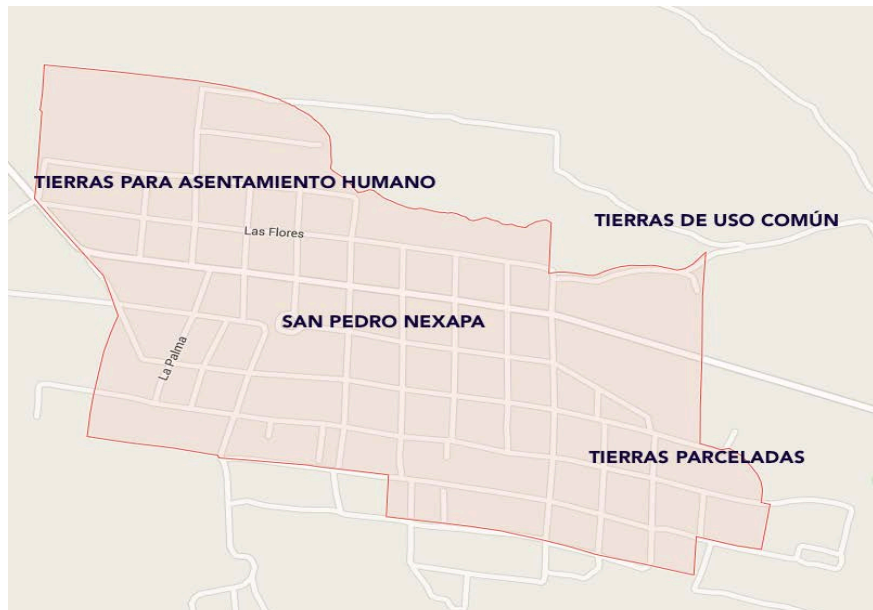 TIERRAS PARA ASENTAMIENTO HUMANO
TIERRAS DE USO COMÚN
Las Flores
SAN PEDRO NEXAPA
La Palma
TIERRAS PARCELADAS